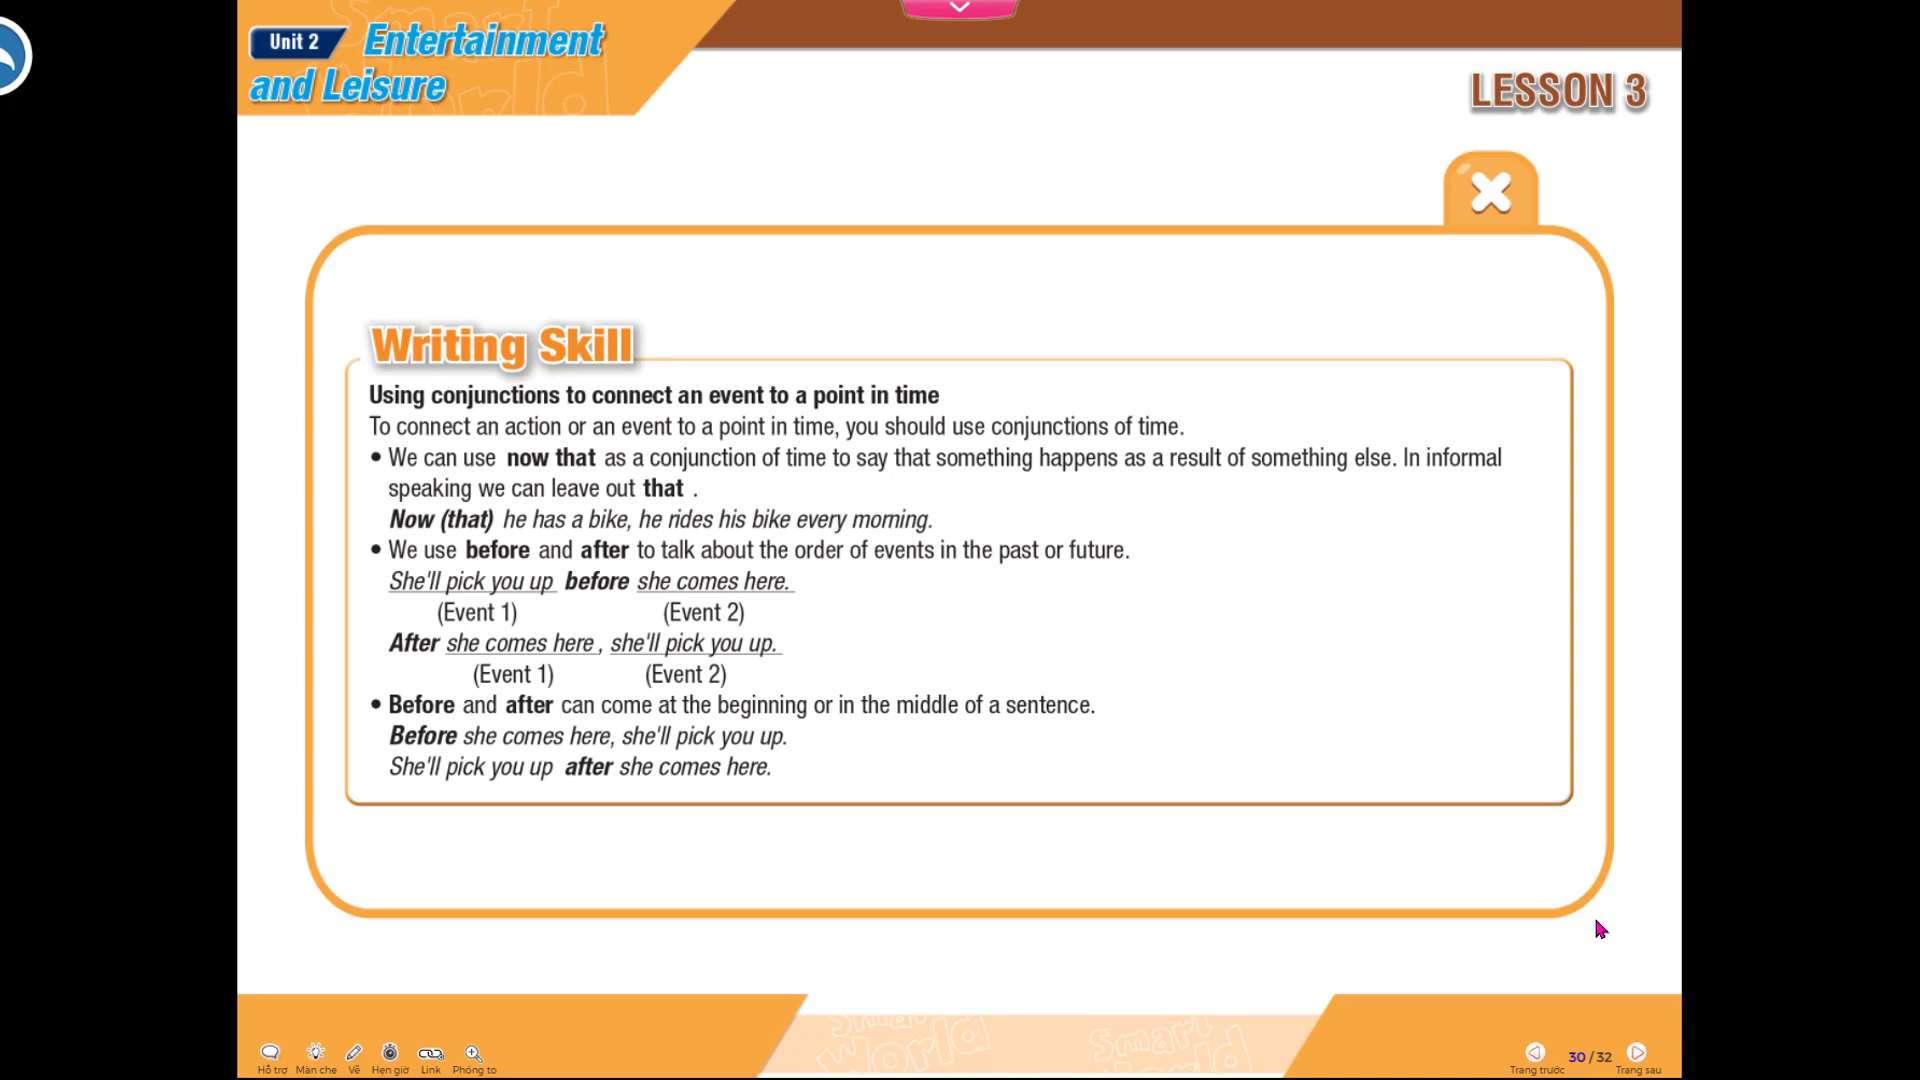 Unit 2 Entertainment
and Leisure
LESSON 3
Writing Skill
Using conjunctions to connect an event to a point in time
To connect an action or an event to a point in time, you should use conjunctions of time.
• We can use now that as a conjunction of time to say that something happens as a result of something else. In informal
speaking we can leave out that .
Now (that) he has a bike, he rides his bike every morning.
• We use before and after to talk about the order of events in the past or future.
She'll pick you up before she comes here.
(Event 1) (Event 2)
After she comes here , she'll pick you up.
(Event 1) (Event 2)
• Before and after can come at the beginning or in the middle of a sentence.
Before she comes here, she'll pick you up.
She'll pick you up after she comes here.
Smart
World
Smart
World
Smart
World
Hỗ trợ Màn che Vẽ Hẹn giờ Link Phóng to
30 / 32
Trang trước Trang sau